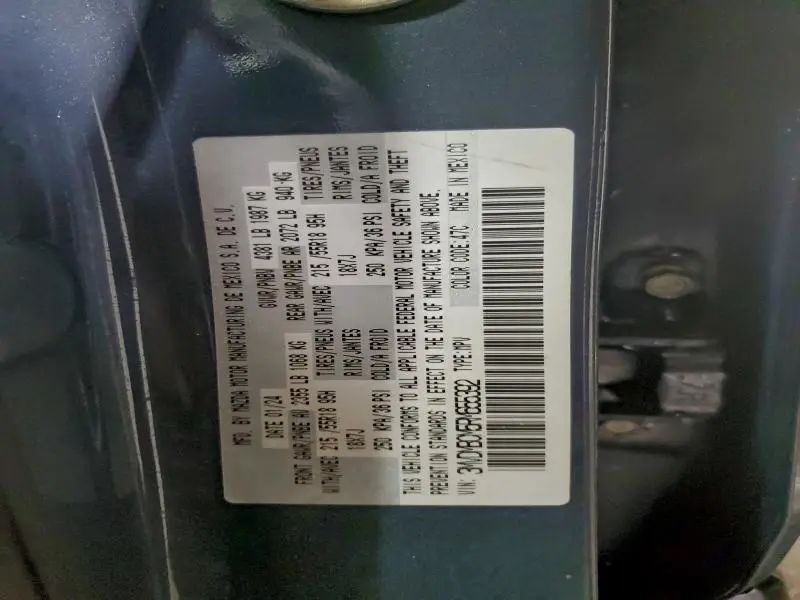 MFD. BY MAZDA MOTOR MANUFACTURING DE MEXICO S.A. DE C.V.
DATE 01/24 GVWR/PNBV 4381 LB 1987 KG
FRONT GAWR/PNBE AV 2355 LB 1068 KG REAR GAWR/PNBE AR 2072 LB 940 KG
WITH/AVEC 215 /55R18 95H TIRES/PNEUS WITH/AVEC 215 /55R18 95H TIRES/PNEUS
18X7J RIMS/JANTES 18X7J RIMS/JANTES
250 KPA/36 PSI COLD/A FROID 250 KPA/36 PSI COLD/A FROID
THIS VEHICLE CONFORMS TO ALL APPLICABLE FEDERAL MOTOR VEHICLE SAFETY AND THEFT
PREVENTION STANDARDS IN EFFECT ON THE DATE OF MANUFACTURE SHOWN ABOVE.
VIN: TYPE:MPV COLOR CODE:47C MADE IN MEXICO